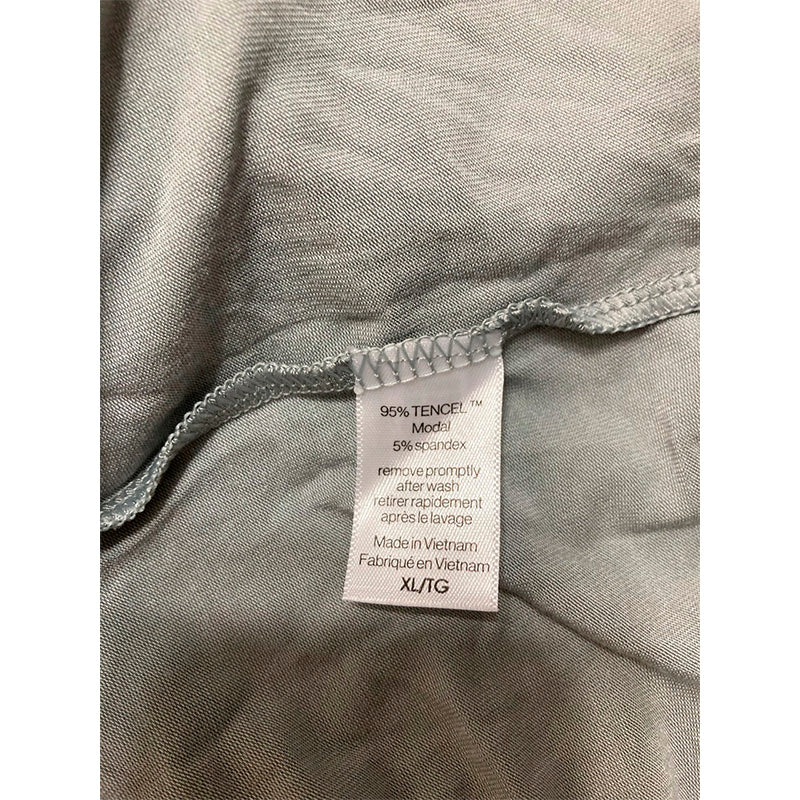 95% TENCEL™
Modal
5% spandex
remove promptly
after wash
retirer rapidement
après le lavage
Made in Vietnam
Fabriqué en Vietnam
XL/TG